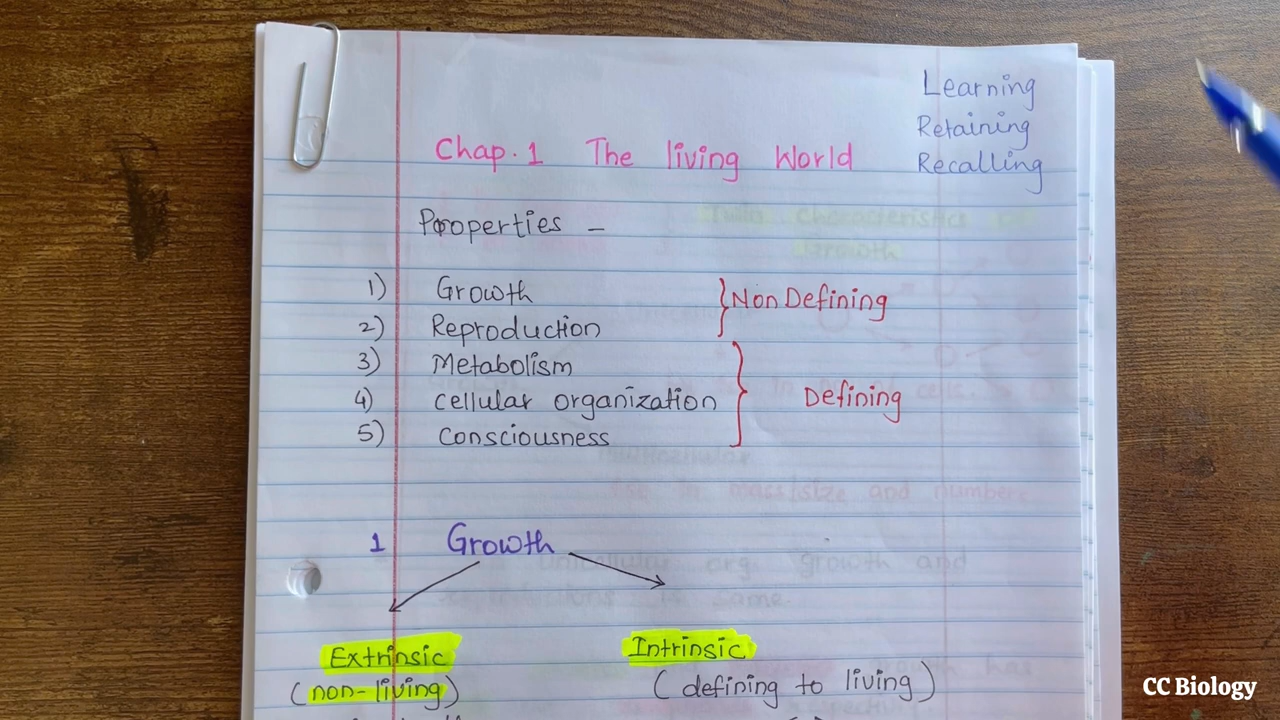 Learning
Retaining
Recalling
Chap. 1 The living World
Properties –
1) Growth
2) Reproduction
} Non Defining
3) Metabolism
4) cellular organization
5) Consciousness
} Defining
1 Growth
Extrinsic
(non-living)
Intrinsic
(defining to living)
CC Biology